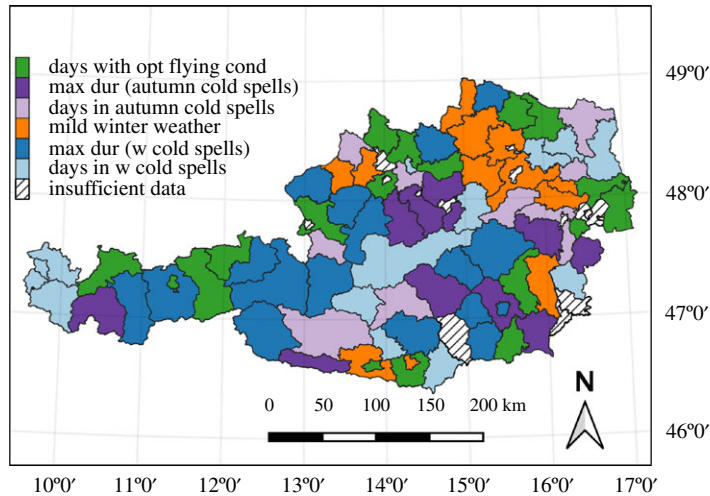 days with opt flying cond
max dur (autumn cold spells)
days in autumn cold spells
mild winter weather
max dur (w cold spells)
days in w cold spells
insufficient data
49°0′
48°0′
47°0′
46°0′
N
0 50 100 150 200 km
10°0′ 11°0′ 12°0′ 13°0′ 14°0′ 15°0′ 16°0′ 17°0′